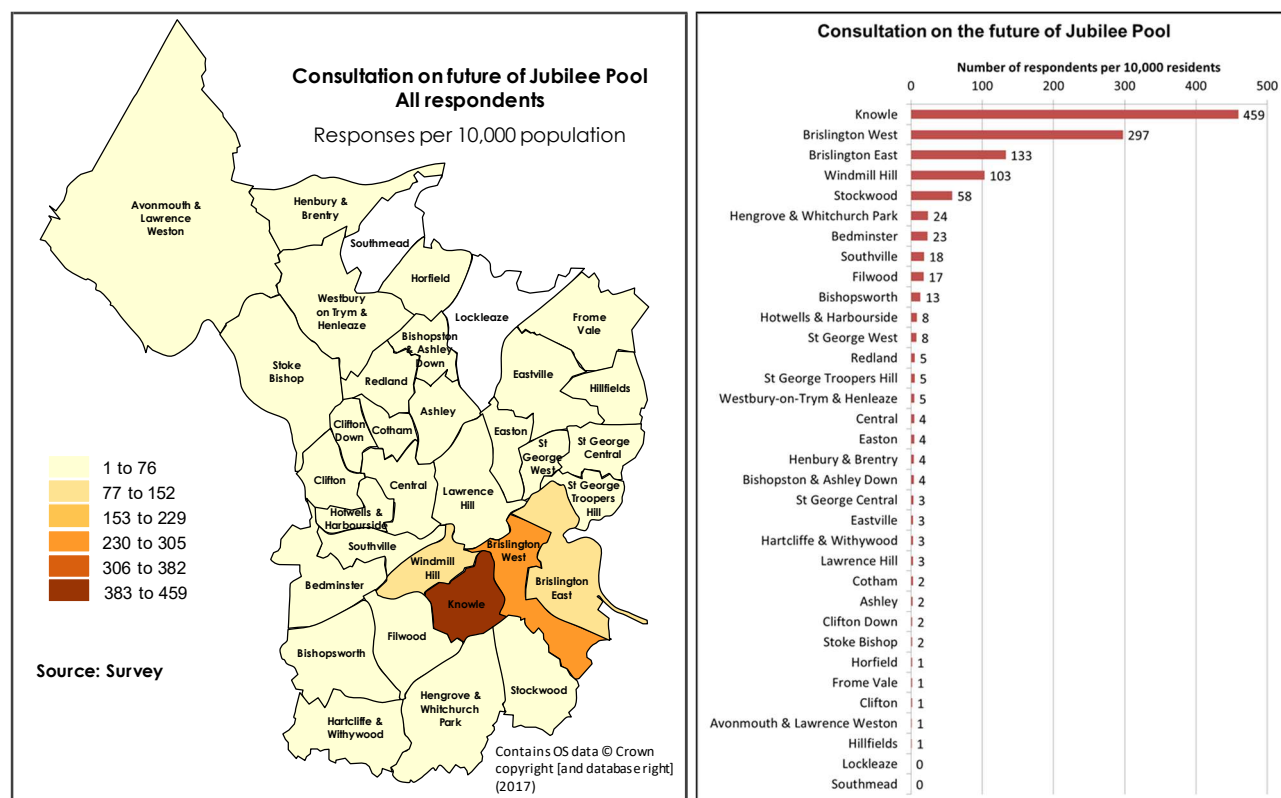 Consultation on future of Jubilee Pool
All respondents
Responses per 10,000 population
Avonmouth &
Lawrence
Weston
Henbury &
Brentry
Southmead
Horfield
Westbury
on Trym &
Henleaze
Lockleaze
Frome
Vale
Bishopston
& Ashley
Down
Stoke
Bishop
Redland
Eastville
Hillfields
Ashley
Clifton
Down
Cotham
Easton
St
George
West
St George
Central
Clifton
Central
Lawrence
Hill
St George
Troopers
Hill
Hotwells &
Harbourside
Southville
Brislington
West
Windmill
Hill
Bedminster
Brislington
East
Knowle
Filwood
Bishopsworth
Stockwood
Hengrove &
Whitchurch
Park
Hartcliffe &
Withywood
1 to 76
77 to 152
153 to 229
230 to 305
306 to 382
383 to 459
Source: Survey
Contains OS data © Crown
copyright [and database right]
(2017)
Consultation on the future of Jubilee Pool
Number of respondents per 10,000 residents
0 100 200 300 400 500
Knowle 459
Brislington West 297
Brislington East 133
Windmill Hill 103
Stockwood 58
Hengrove & Whitchurch Park 24
Bedminster 23
Southville 18
Filwood 17
Bishopsworth 13
Hotwells & Harbourside 8
St George West 8
Redland 5
St George Troopers Hill 5
Westbury-on-Trym & Henleaze 5
Central 4
Easton 4
Henbury & Brentry 4
Bishopston & Ashley Down 4
St George Central 3
Eastville 3
Hartcliffe & Withywood 3
Lawrence Hill 3
Cotham 2
Ashley 2
Clifton Down 2
Stoke Bishop 2
Horfield 1
Frome Vale 1
Clifton 1
Avonmouth & Lawrence Weston 1
Hillfields 1
Lockleaze 0
Southmead 0